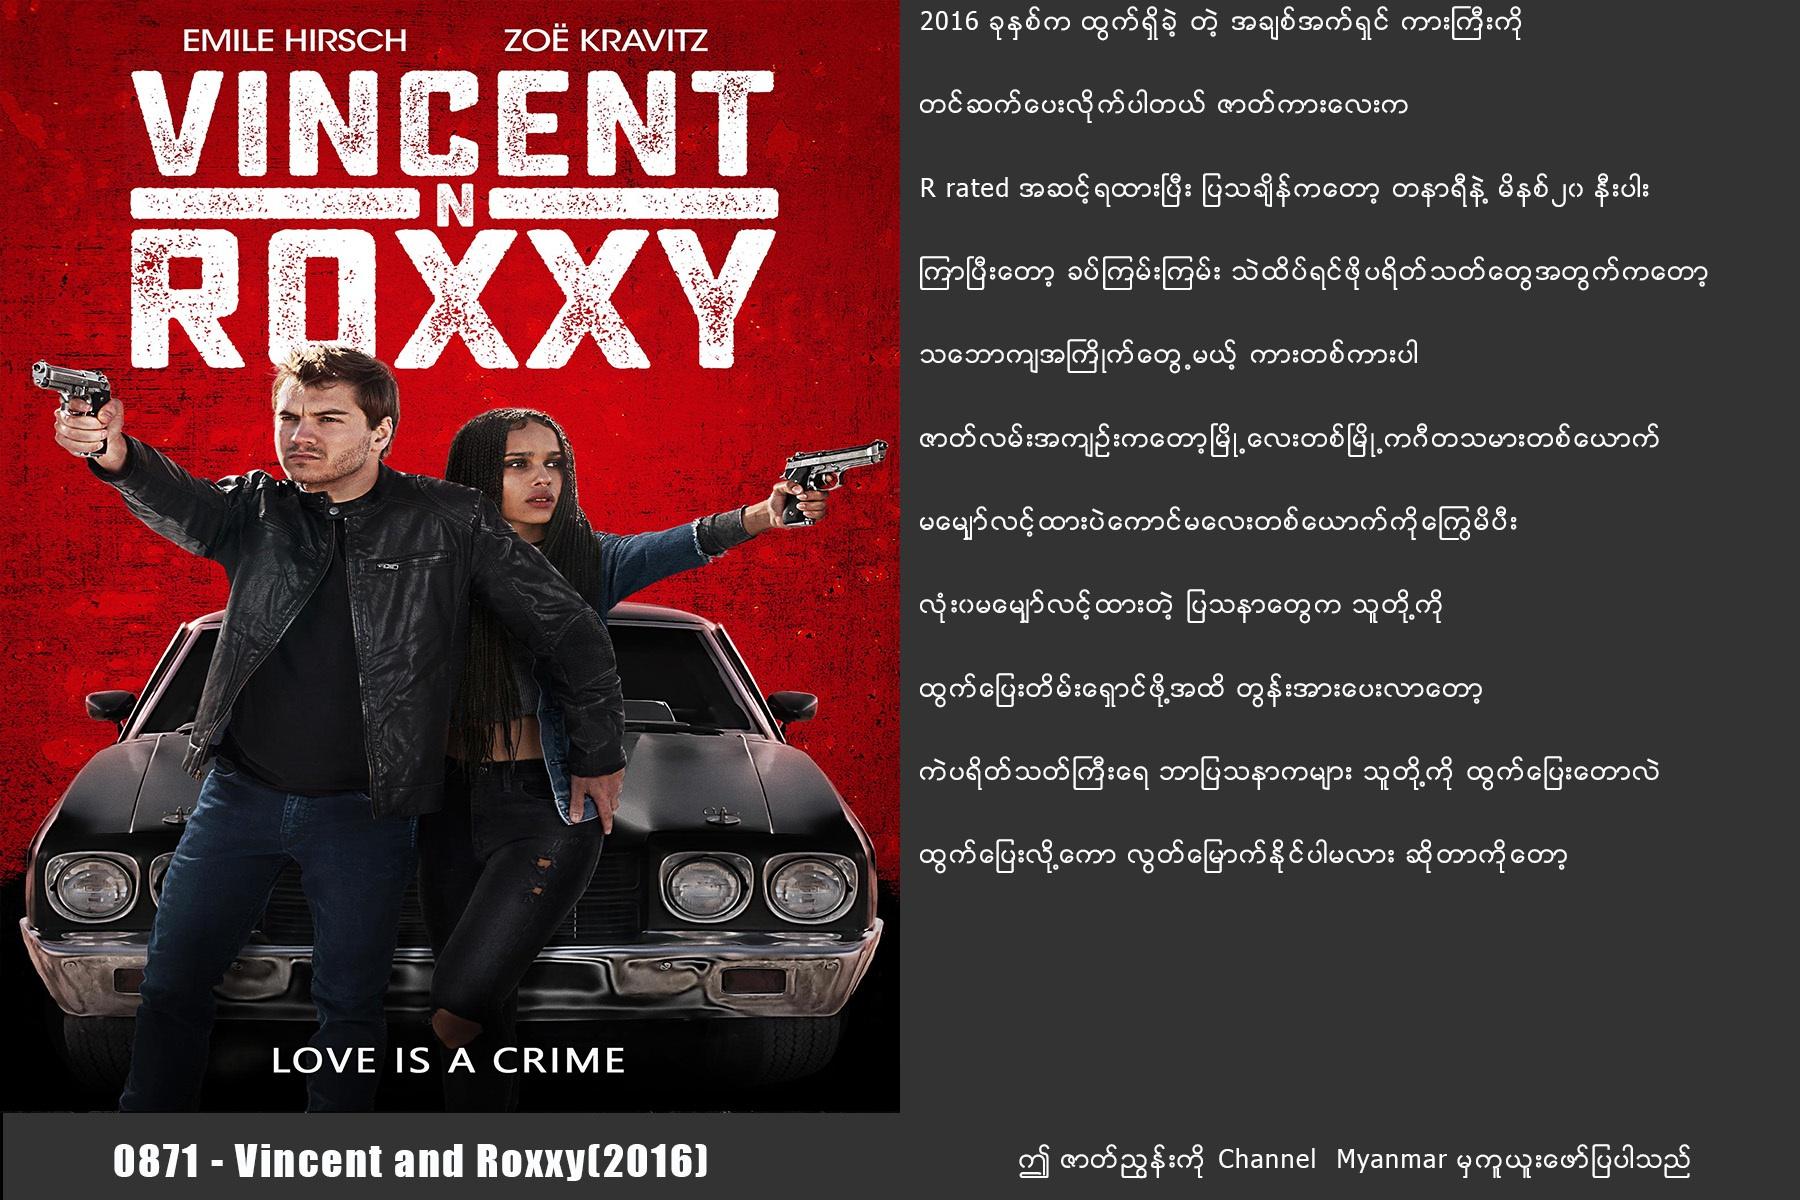 EMILE HIRSCH ZOË KRAVITZ
VINCENT
N
ROXXY
LOVE IS A CRIME
0871 - Vincent and Roxxy(2016)
2016 ခုနှစ်က ထွက်ရှိခဲ့ တဲ့ အချစ်အက်ရှင် ကားကြီးကို
တင်ဆက်ပေးလိုက်ပါတယ် ဇာတ်ကားလေးက
R rated အဆင့်ရထားပြီး ပြသချိန်ကတော့ တနာရီနဲ့ မိနစ်၂၀ နီးပါး
ကြာပြီးတော့ ခပ်ကြမ်းကြမ်း သဲထိပ်ရင်ဖိုပရိတ်သတ်တွေအတွက်ကတော့
သဘောကျအကြိုက်တွေ့မယ့် ကားတစ်ကားပါ
ဇာတ်လမ်းအကျဉ်းကတော့မြို့လေးတစ်မြို့ကဂီတသမားတစ်ယောက်
မမျှော်လင့်ထားပဲကောင်မလေးတစ်ယောက်ကိုကြွေမိပီး
လုံး၀မမျှော်လင့်ထားတဲ့ ပြသနာတွေက သူတို့ကို
ထွက်ပြေးတိမ်းရှောင်ဖို့အထိ တွန်းအားပေးလာတော့
ကဲပရိတ်သတ်ကြီးရေ ဘာပြသနာကများ သူတို့ကို ထွက်ပြေးတောလဲ
ထွက်ပြေးလို့ကော လွတ်မြောက်နိုင်ပါမလား ဆိုတာကိုတော့
ဤ ဇာတ်ညွှန်းကို Channel Myanmar မှကူယူးဖော်ပြပါသည်